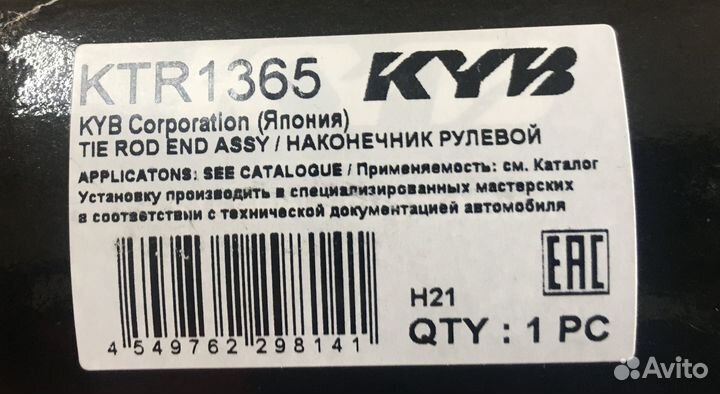 KTR1365 KYB
KYB Corporation (Япония)
TIE ROD END ASSY / НАКОНЕЧНИК РУЛЕВОЙ
APPLICATONS: SEE CATALOGUE / Применяемость: см. Каталог
Установку производить в специализированных мастерских
в соответствии с технической документацией автомобиля
EAC
H21
QTY : 1 PC
4 549762 298141
Avito